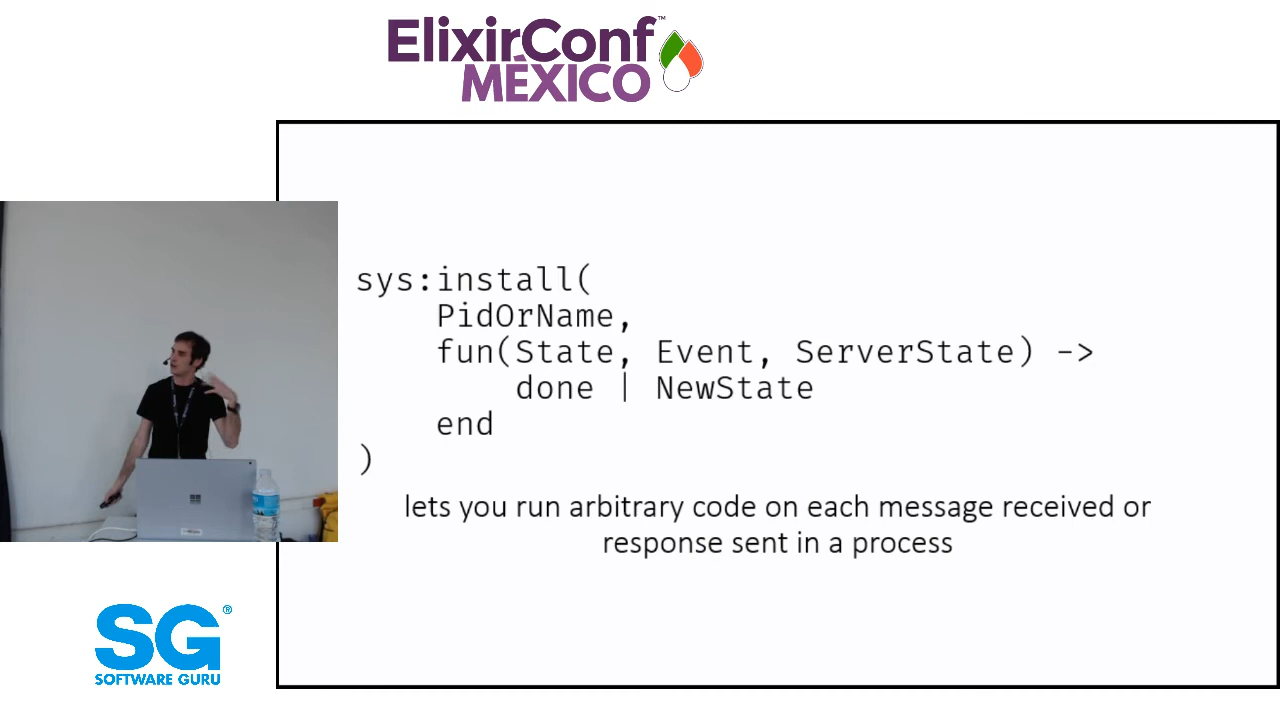 ElixirConf™
MÉXICO
sys:install(
    PidOrName,
    fun(State, Event, ServerState) ->
        done | NewState
    end
)
lets you run arbitrary code on each message received or
response sent in a process
SG®
SOFTWARE GURU